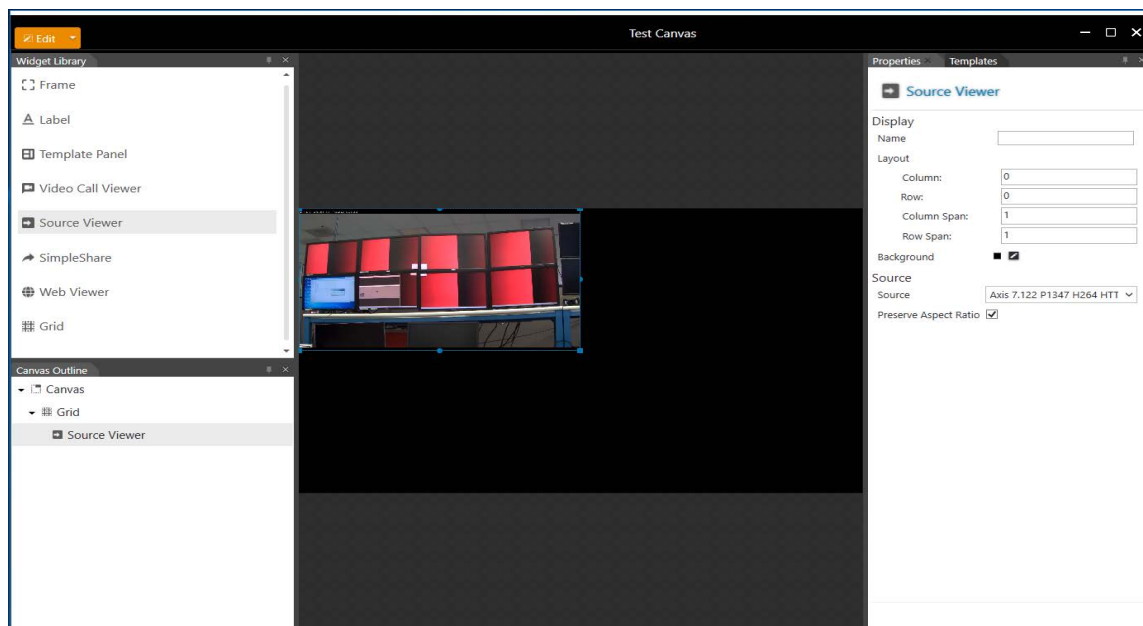 Edit
Test Canvas
Widget Library
Frame
Label
Template Panel
Video Call Viewer
Source Viewer
SimpleShare
Web Viewer
Grid
Canvas Outline
Canvas
Grid
Source Viewer
Properties
Templates
Source Viewer
Display
Name
Layout
Column: 0
Row: 0
Column Span: 1
Row Span: 1
Background
Source
Source Axis 7.122 P1347 H264 HTT
Preserve Aspect Ratio